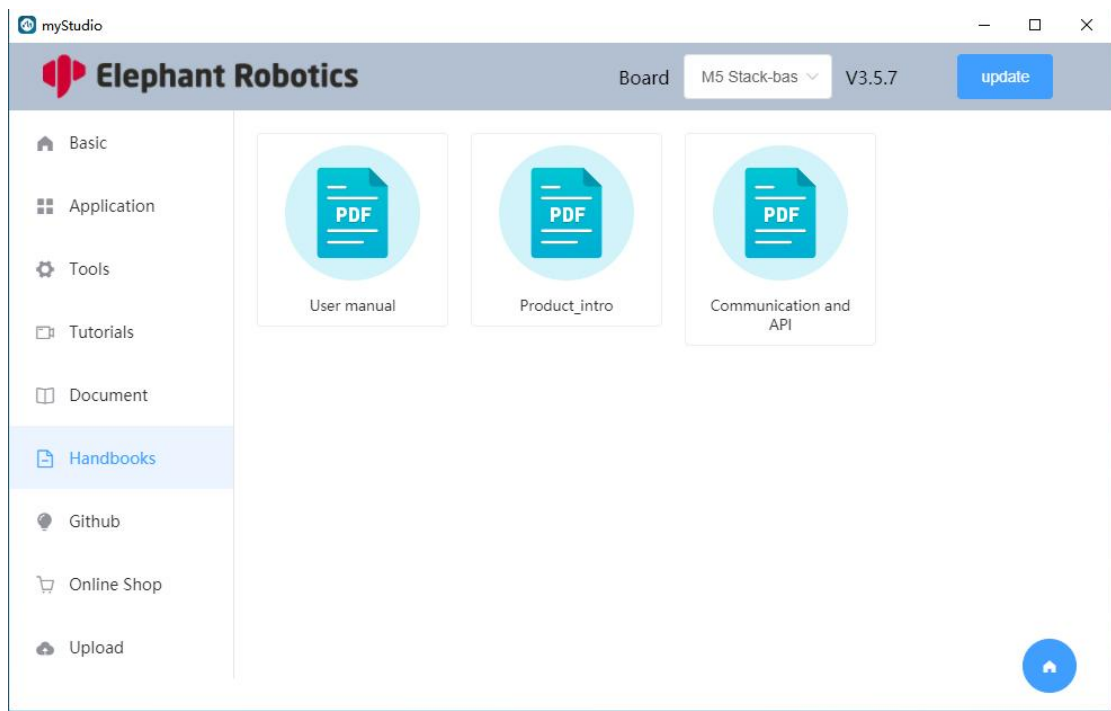 myStudio
Elephant Robotics
Board
M5 Stack-bas
V3.5.7
update
Basic
Application
Tools
Tutorials
Document
Handbooks
Github
Online Shop
Upload
PDF
User manual
PDF
Product_intro
PDF
Communication and
API